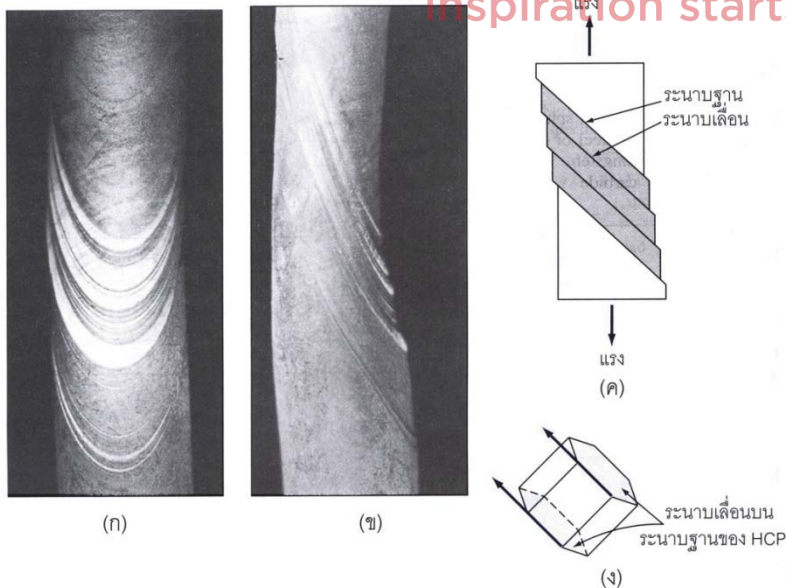 inspiration start
แรง
ระนาบฐาน
ระนาบเลื่อน
แรง
(ค)
(ก)
(ข)
ระนาบเลื่อนบน
ระนาบฐานของ HCP
(ง)